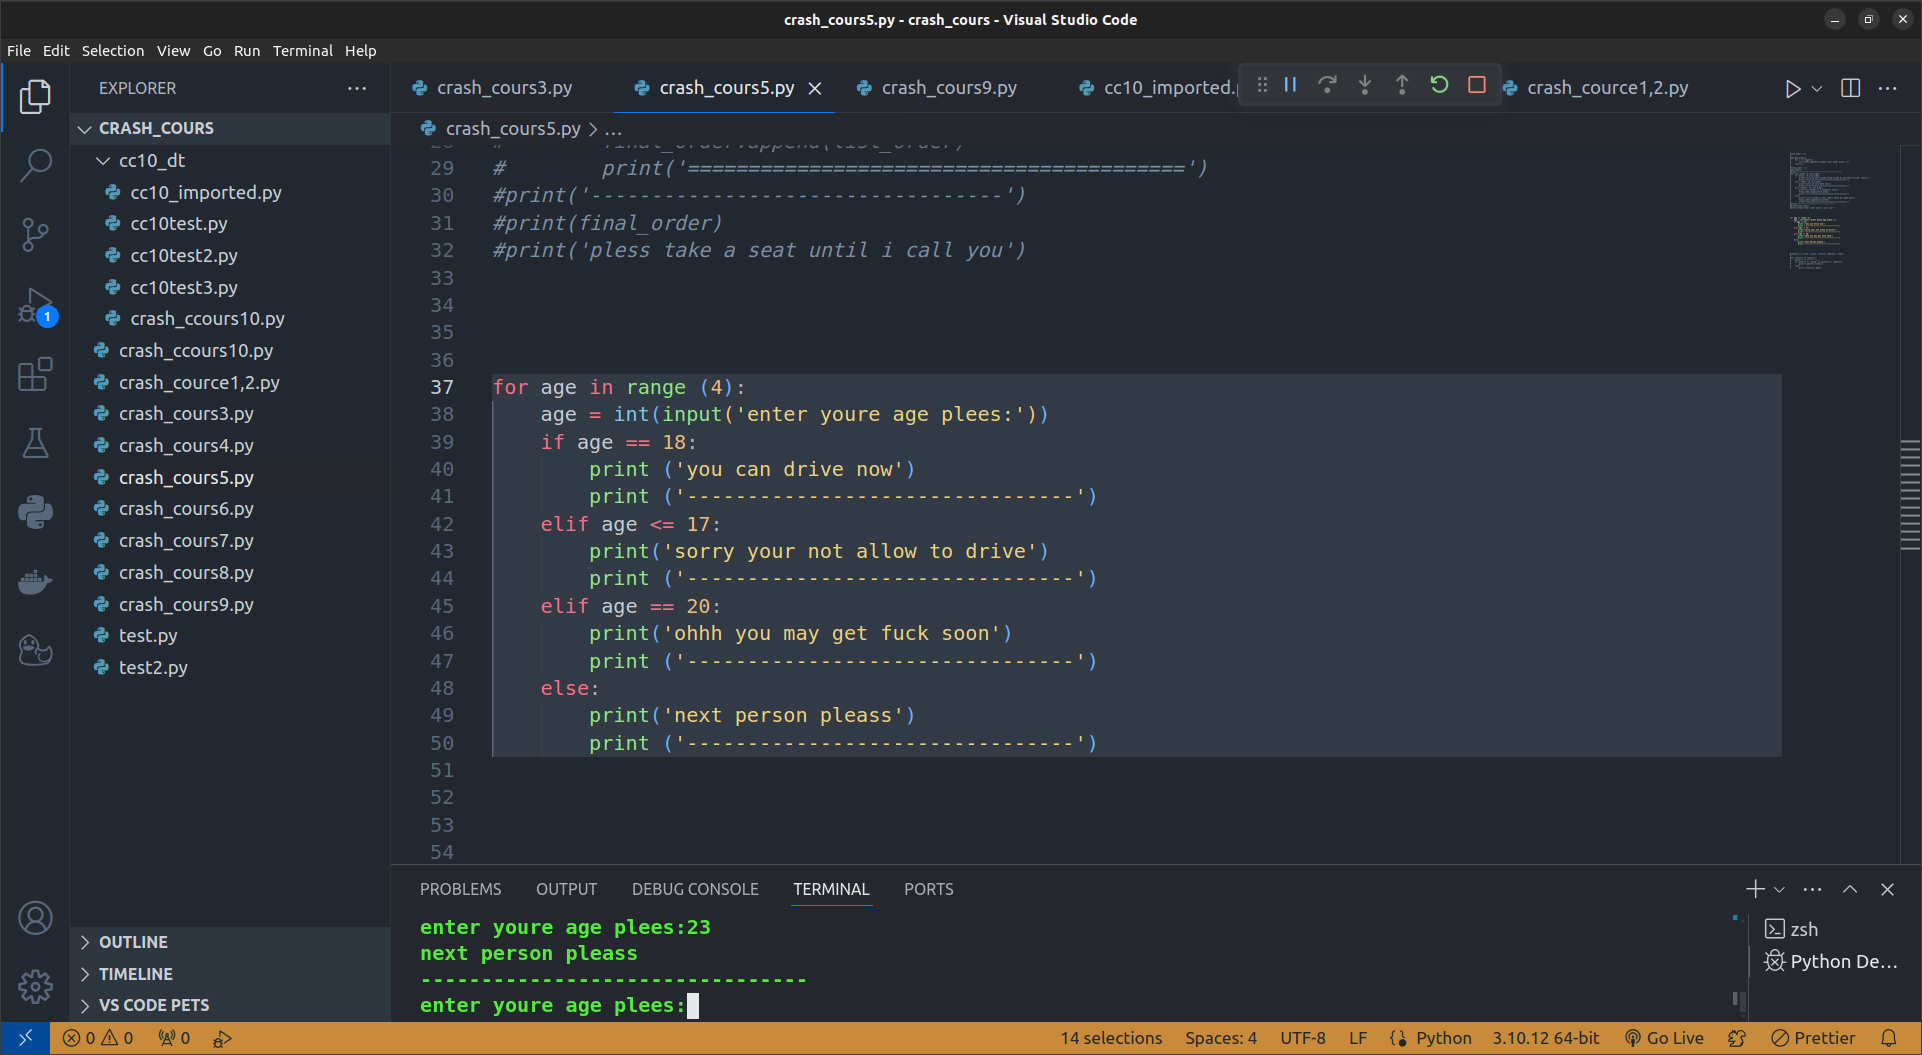 crash_cours5.py - crash_cours - Visual Studio Code
File Edit Selection View Go Run Terminal Help
EXPLORER
CRASH_COURS
cc10_dt
cc10_imported.py
cc10test.py
cc10test2.py
cc10test3.py
crash_ccours10.py
crash_ccours10.py
crash_cource1,2.py
crash_cours3.py
crash_cours4.py
crash_cours5.py
crash_cours6.py
crash_cours7.py
crash_cours8.py
crash_cours9.py
test.py
test2.py
OUTLINE
TIMELINE
VS CODE PETS
1
crash_cours3.py crash_cours5.py crash_cours9.py cc10_imported. crash_cource1,2.py
crash_cours5.py > ...
28 # final_order.append(list_order)
29 # print('=========================================')
30 #print('----------------------------------')
31 #print(final_order)
32 #print('pless take a seat until i call you')
33
34
35
36
37 for age in range (4):
38 age = int(input('enter youre age plees:'))
39 if age == 18:
40 print ('you can drive now')
41 print ('--------------------------------')
42 elif age <= 17:
43 print('sorry your not allow to drive')
44 print ('--------------------------------')
45 elif age == 20:
46 print('ohhh you may get fuck soon')
47 print ('--------------------------------')
48 else:
49 print('next person pleass')
50 print ('--------------------------------')
51
52
53
54
PROBLEMS OUTPUT DEBUG CONSOLE TERMINAL PORTS
enter youre age plees:23
next person pleass
--------------------------------
enter youre age plees:
zsh
Python De...
0 0 0 14 selections Spaces: 4 UTF-8 LF Python 3.10.12 64-bit Go Live Prettier